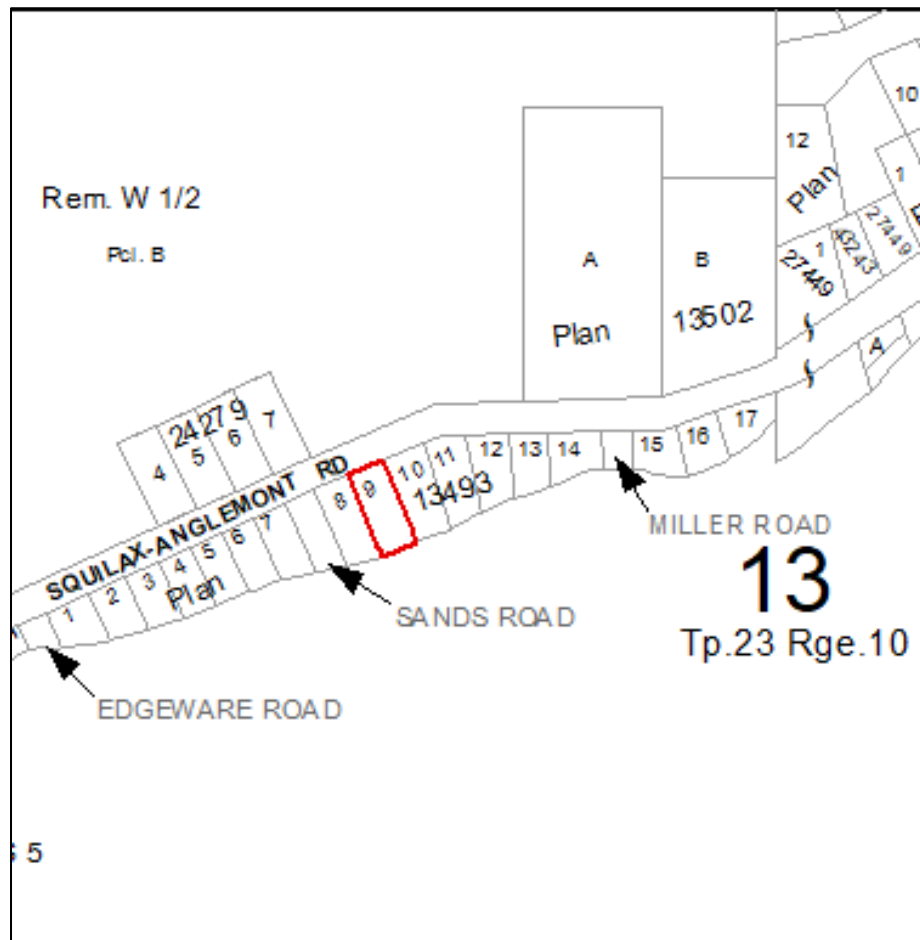 10
12
Plan
1
Rem. W 1/2
Pcl. B
A
B
Plan
13502
1
27449
43243
27449
A
24279
4
5
6
7
SQUILAX-ANGLEMONT RD
1
2
3
4
5
6
7
8
9
10
11
12
13
14
15
16
17
Plan
13493
MILLER ROAD
13
Tp.23 Rge.10
SANDS ROAD
EDGEWARE ROAD
5